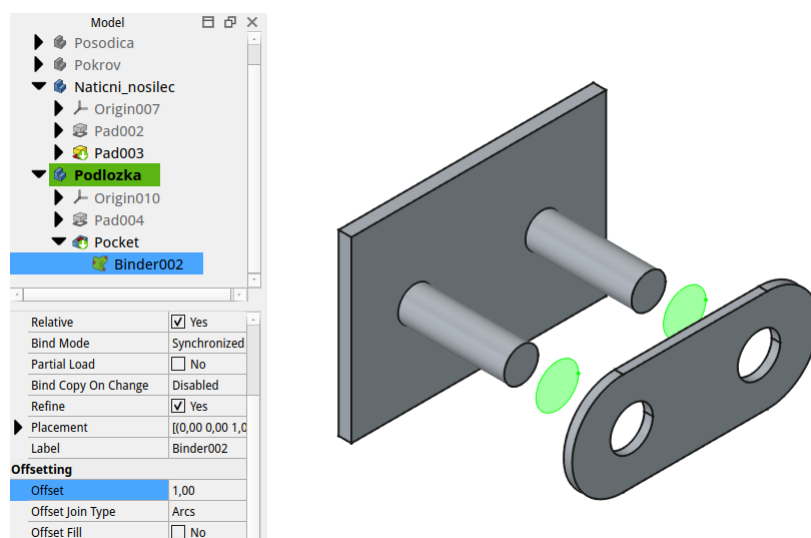 Model
Posodica
Pokrov
Naticni_nosilec
Origin007
Pad002
Pad003
Podlozka
Origin010
Pad004
Pocket
Binder002
Relative Yes
Bind Mode Synchronized
Partial Load No
Bind Copy On Change Disabled
Refine Yes
Placement [(0,00 0,00 1,0
Label Binder002
Offsetting
Offset 1,00
Offset Join Type Arcs
Offset Fill No